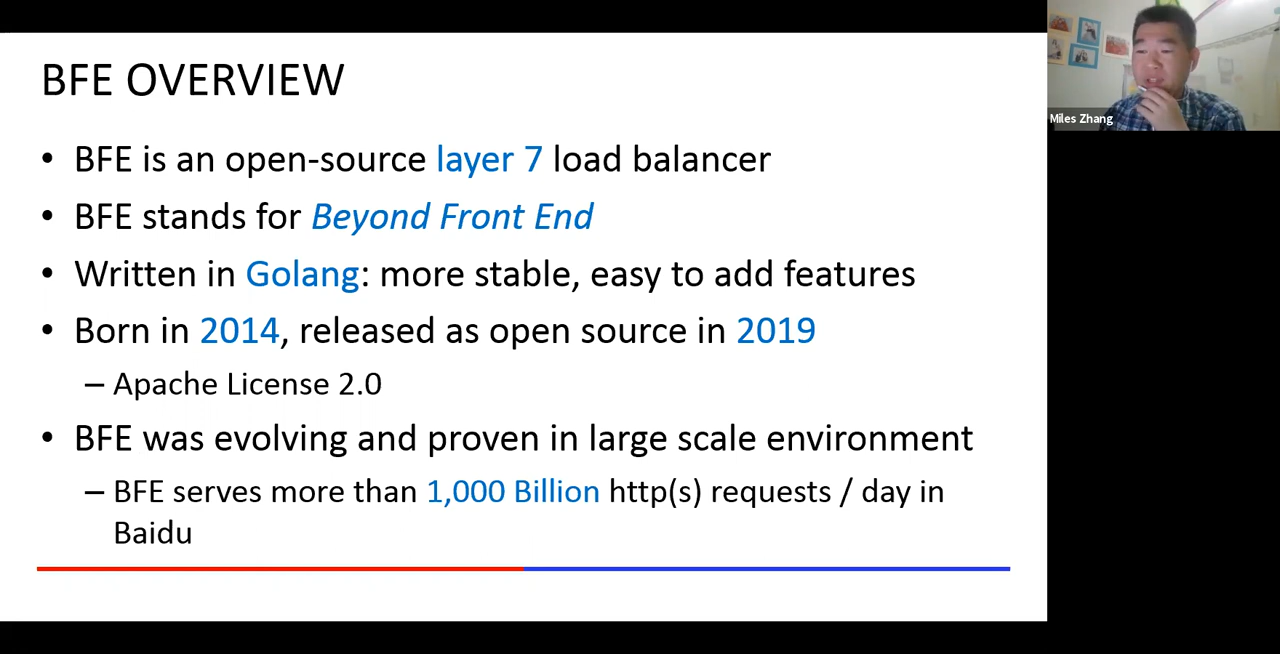 BFE OVERVIEW
• BFE is an open-source layer 7 load balancer
• BFE stands for Beyond Front End
• Written in Golang: more stable, easy to add features
• Born in 2014, released as open source in 2019
– Apache License 2.0
• BFE was evolving and proven in large scale environment
– BFE serves more than 1,000 Billion http(s) requests / day in
Baidu
Miles Zhang